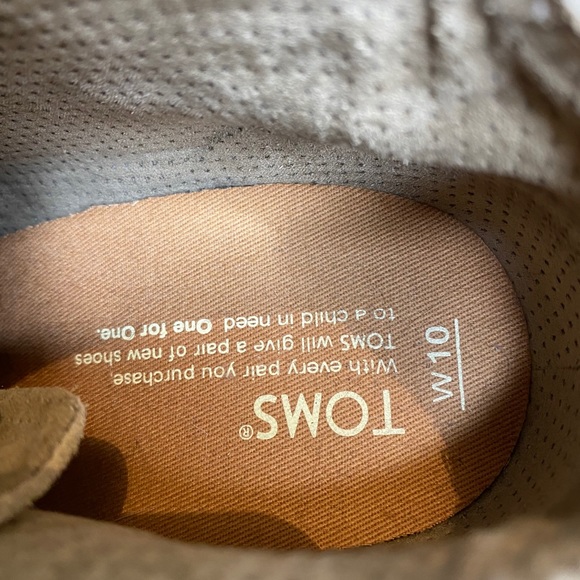 TOMS®
With every pair you purchase,
TOMS will give a pair of new shoes
to a child in need. One for One.
W 10